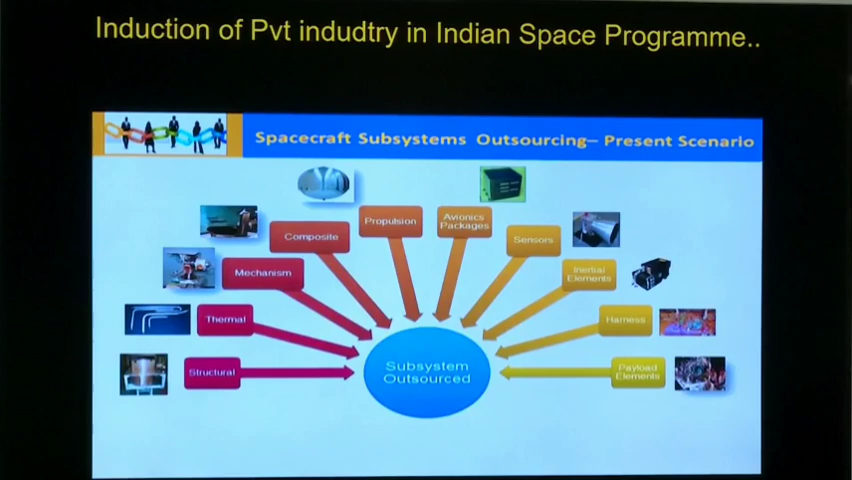 Induction of Pvt indudtry in Indian Space Programme..
Spacecraft Subsystems Outsourcing– Present Scenario
Propulsion
Avionics
Packages
Composite
Sensors
Mechanism
Inertial
Elements
Thermal
Harness
Structural
Payload
Elements
Subsystem
Outsourced